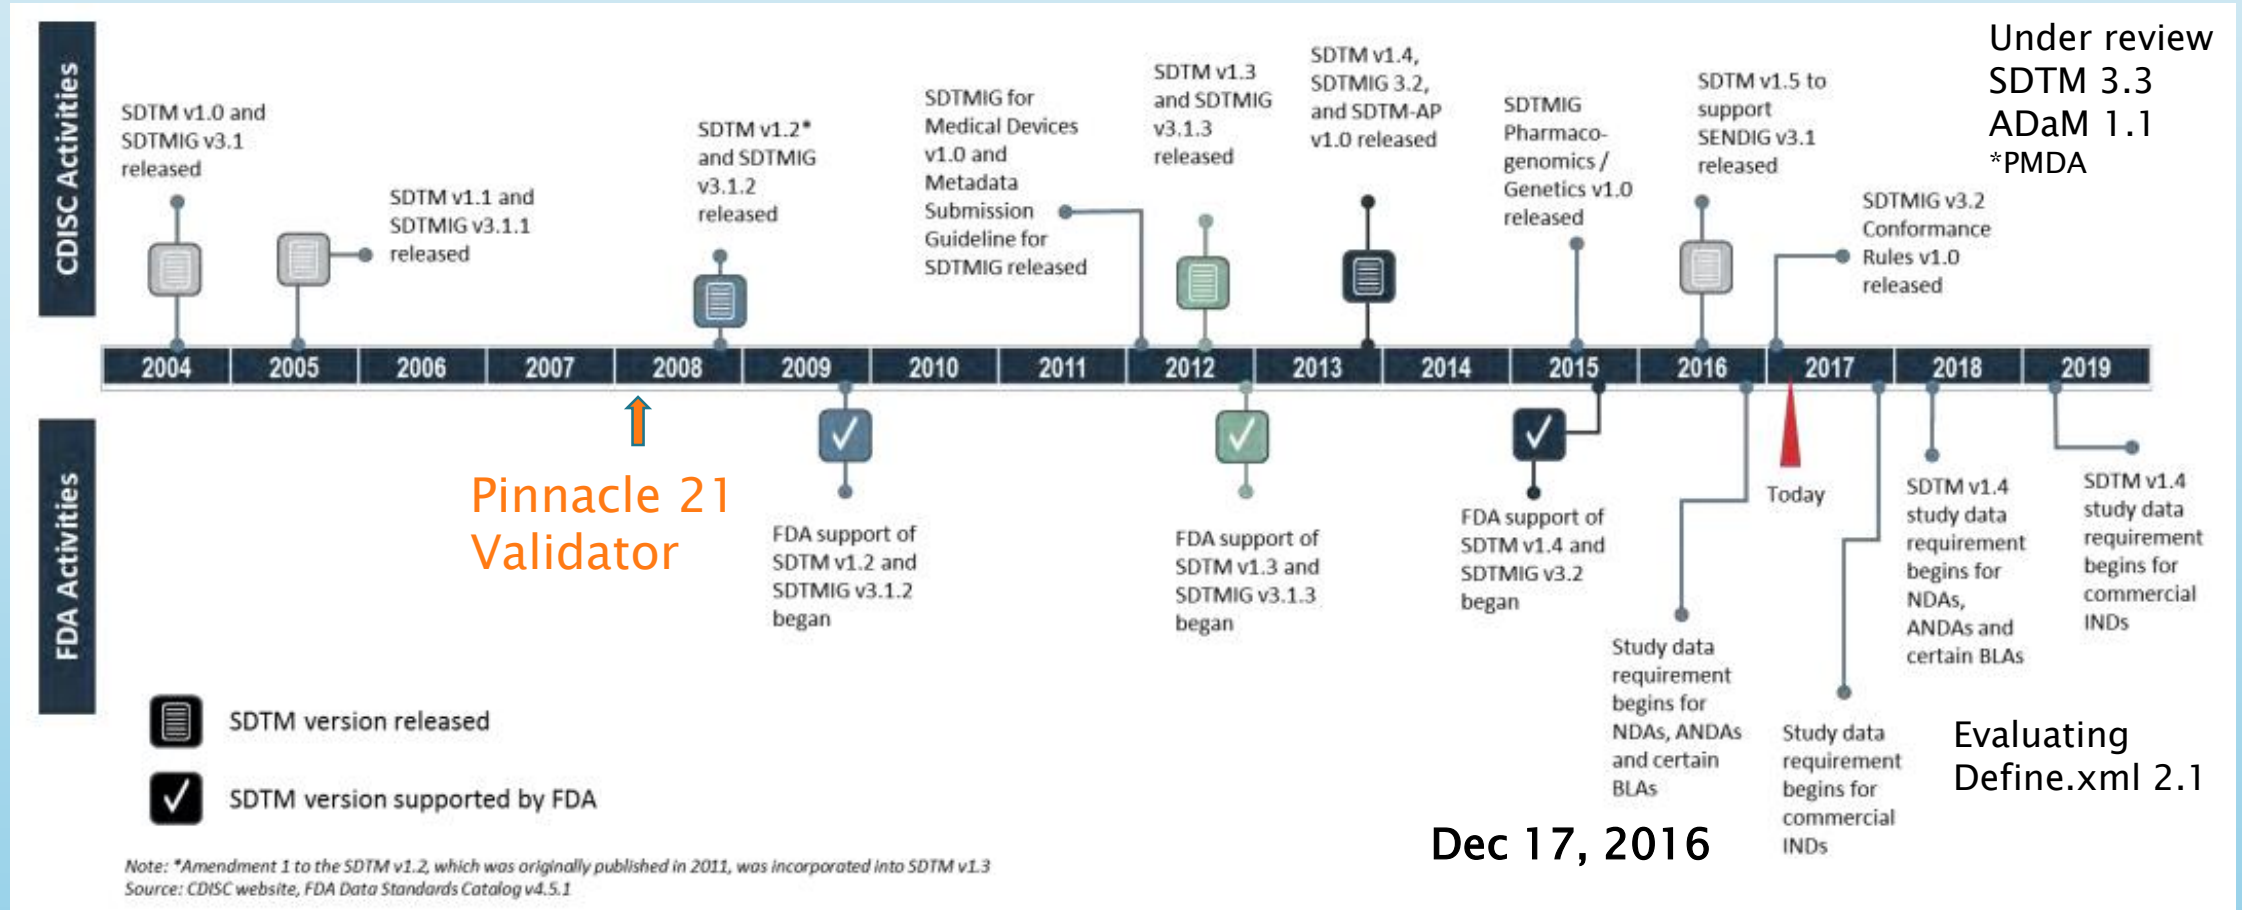 CDISC Activities
SDTM v1.0 and
SDTMIG v3.1
released
SDTM v1.1 and
SDTMIG v3.1.1
released
SDTM v1.2*
and SDTMIG
v3.1.2
released
SDTMIG for
Medical Devices
v1.0 and
Metadata
Submission
Guideline for
SDTMIG released
SDTM v1.3
and SDTMIG
v3.1.3
released
SDTM v1.4,
SDTMIG 3.2,
and SDTM-AP
v1.0 released
SDTMIG
Pharmaco-
genomics /
Genetics v1.0
released
SDTM v1.5 to
support
SENDIG v3.1
released
SDTMIG v3.2
Conformance
Rules v1.0
released
Under review
SDTM 3.3
ADaM 1.1
*PMDA
2004 2005 2006 2007 2008 2009 2010 2011 2012 2013 2014 2015 2016 2017 2018 2019
FDA Activities
Pinnacle 21
Validator
FDA support of
SDTM v1.2 and
SDTMIG v3.1.2
began
FDA support of
SDTM v1.3 and
SDTMIG v3.1.3
began
FDA support of
SDTM v1.4 and
SDTMIG v3.2
began
Study data
requirement
begins for
NDAs, ANDAs
and certain
BLAs
Today
Study data
requirement
begins for
commercial
INDs
SDTM v1.4
study data
requirement
begins for
NDAs,
ANDAs and
certain BLAs
SDTM v1.4
study data
requirement
begins for
commercial
INDs
Evaluating
Define.xml 2.1
Dec 17, 2016
SDTM version released
SDTM version supported by FDA
Note: *Amendment 1 to the SDTM v1.2, which was originally published in 2011, was incorporated into SDTM v1.3
Source: CDISC website, FDA Data Standards Catalog v4.5.1